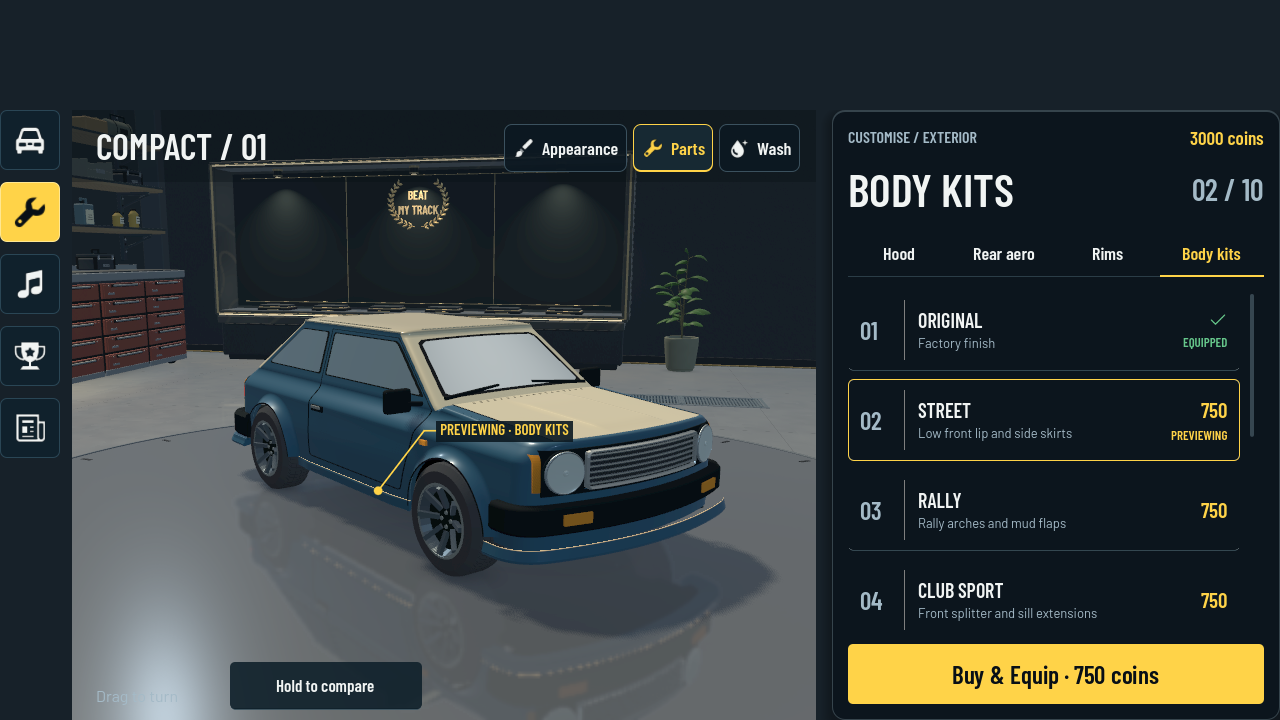 COMPACT / 01
Appearance
Parts
Wash
BEAT
MY TRACK
PREVIEWING · BODY KITS
Drag to turn
Hold to compare
CUSTOMISE / EXTERIOR
3000 coins
BODY KITS
02 / 10
Hood
Rear aero
Rims
Body kits
01
ORIGINAL
Factory finish
EQUIPPED
02
STREET
Low front lip and side skirts
750
PREVIEWING
03
RALLY
Rally arches and mud flaps
750
04
CLUB SPORT
Front splitter and sill extensions
750
Buy & Equip · 750 coins